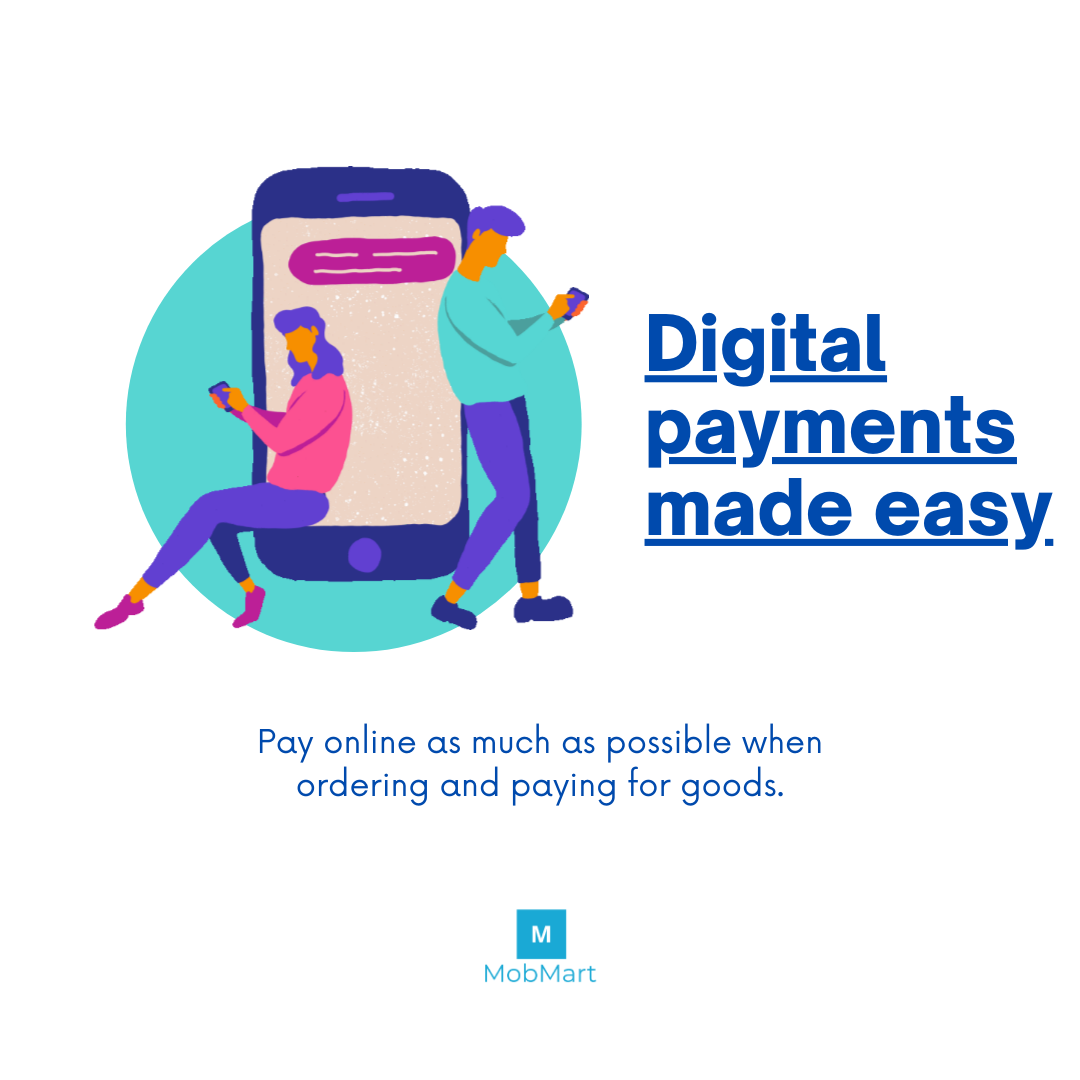 Digital
payments
made easy
Pay online as much as possible when
ordering and paying for goods.
M
MobMart